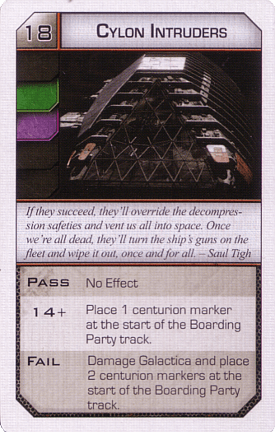 18 CYLON INTRUDERS
If they succeed, they'll override the decompres-
sion safeties and vent us all into space. Once
we're all dead, they'll turn the ship's guns on the
fleet and wipe it out, once and for all. – Saul Tigh
PASS No Effect
14+ Place 1 centurion marker
at the start of the Boarding
Party track.
FAIL Damage Galactica and place
2 centurion markers at the
start of the Boarding Party
track.